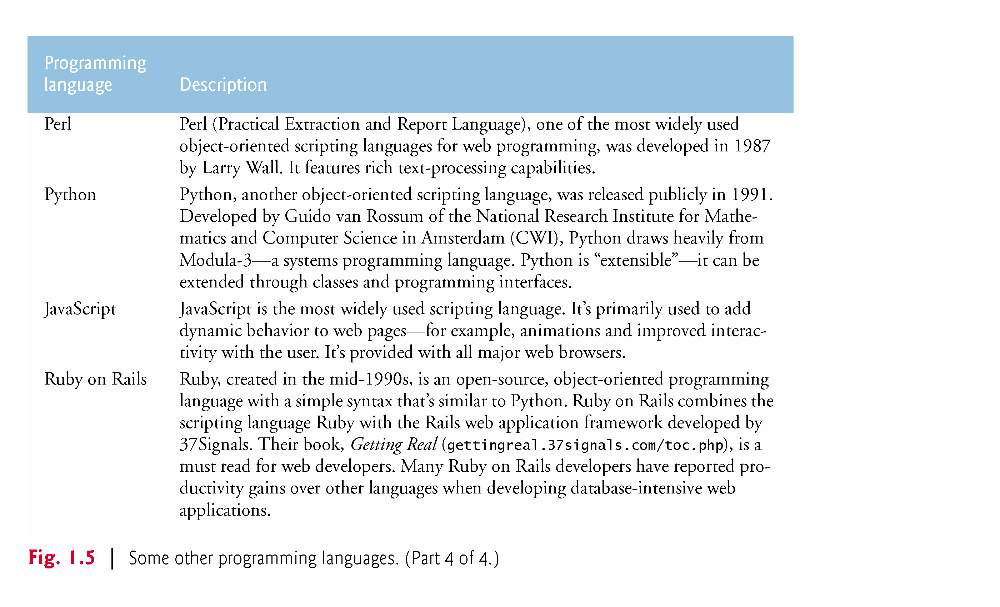 Programming
language Description
Perl Perl (Practical Extraction and Report Language), one of the most widely used
object-oriented scripting languages for web programming, was developed in 1987
by Larry Wall. It features rich text-processing capabilities.
Python Python, another object-oriented scripting language, was released publicly in 1991.
Developed by Guido van Rossum of the National Research Institute for Mathe-
matics and Computer Science in Amsterdam (CWI), Python draws heavily from
Modula-3—a systems programming language. Python is “extensible”—it can be
extended through classes and programming interfaces.
JavaScript JavaScript is the most widely used scripting language. It’s primarily used to add
dynamic behavior to web pages—for example, animations and improved interac-
tivity with the user. It’s provided with all major web browsers.
Ruby on Rails Ruby, created in the mid-1990s, is an open-source, object-oriented programming
language with a simple syntax that’s similar to Python. Ruby on Rails combines the
scripting language Ruby with the Rails web application framework developed by
37Signals. Their book, Getting Real (gettingreal.37signals.com/toc.php), is a
must read for web developers. Many Ruby on Rails developers have reported pro-
ductivity gains over other languages when developing database-intensive web
applications.
Fig. 1.5 | Some other programming languages. (Part 4 of 4.)